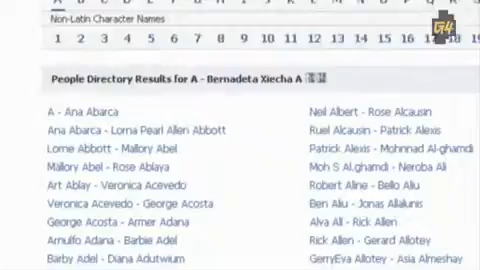 Non-Latin Character Names
1 2 3 4 5 6 7 8 9 10 11 12 13 14 15 16 17 18 19
G4
People Directory Results for A - Bernadeta Xiecha A
A - Ana Abarca
Neil Albert - Rose Alcausin
Ana Abarca - Lorna Pearl Allen Abbott
Ruel Alcausin - Patrick Alexis
Lorne Abbott - Mallory Abel
Patrick Alexis - Mohnnad Al-ghamdi
Mallory Abel - Rose Ablaya
Moh S Al.ghamdi - Neroba Ali
Art Ablay - Veronica Acevedo
Robert Aline - Bello Aliu
Veronica Acevedo - George Acosta
Ben Aliu - Jonas Allalunis
George Acosta - Armer Adana
Alva All - Rick Allen
Arnulfo Adana - Barbie Adel
Rick Allen - Gerard Allotey
Barby Adel - Diana Adutwium
GerryEva Allotey - Asia Almeshay